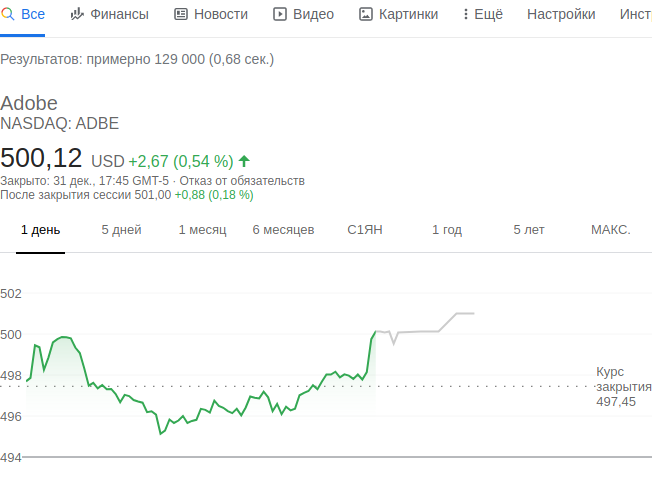 Все Финансы Новости Видео Картинки Ещё Настройки Инст
Результатов: примерно 129 000 (0,68 сек.)
Adobe
NASDAQ: ADBE
500,12 USD +2,67 (0,54 %)
Закрыто: 31 дек., 17:45 GMT-5 · Отказ от обязательств
После закрытия сессии 501,00 +0,88 (0,18 %)
1 день 5 дней 1 месяц 6 месяцев С1ЯН 1 год 5 лет МАКС.
502
500
498
Курс
закрытия
497,45
496
494